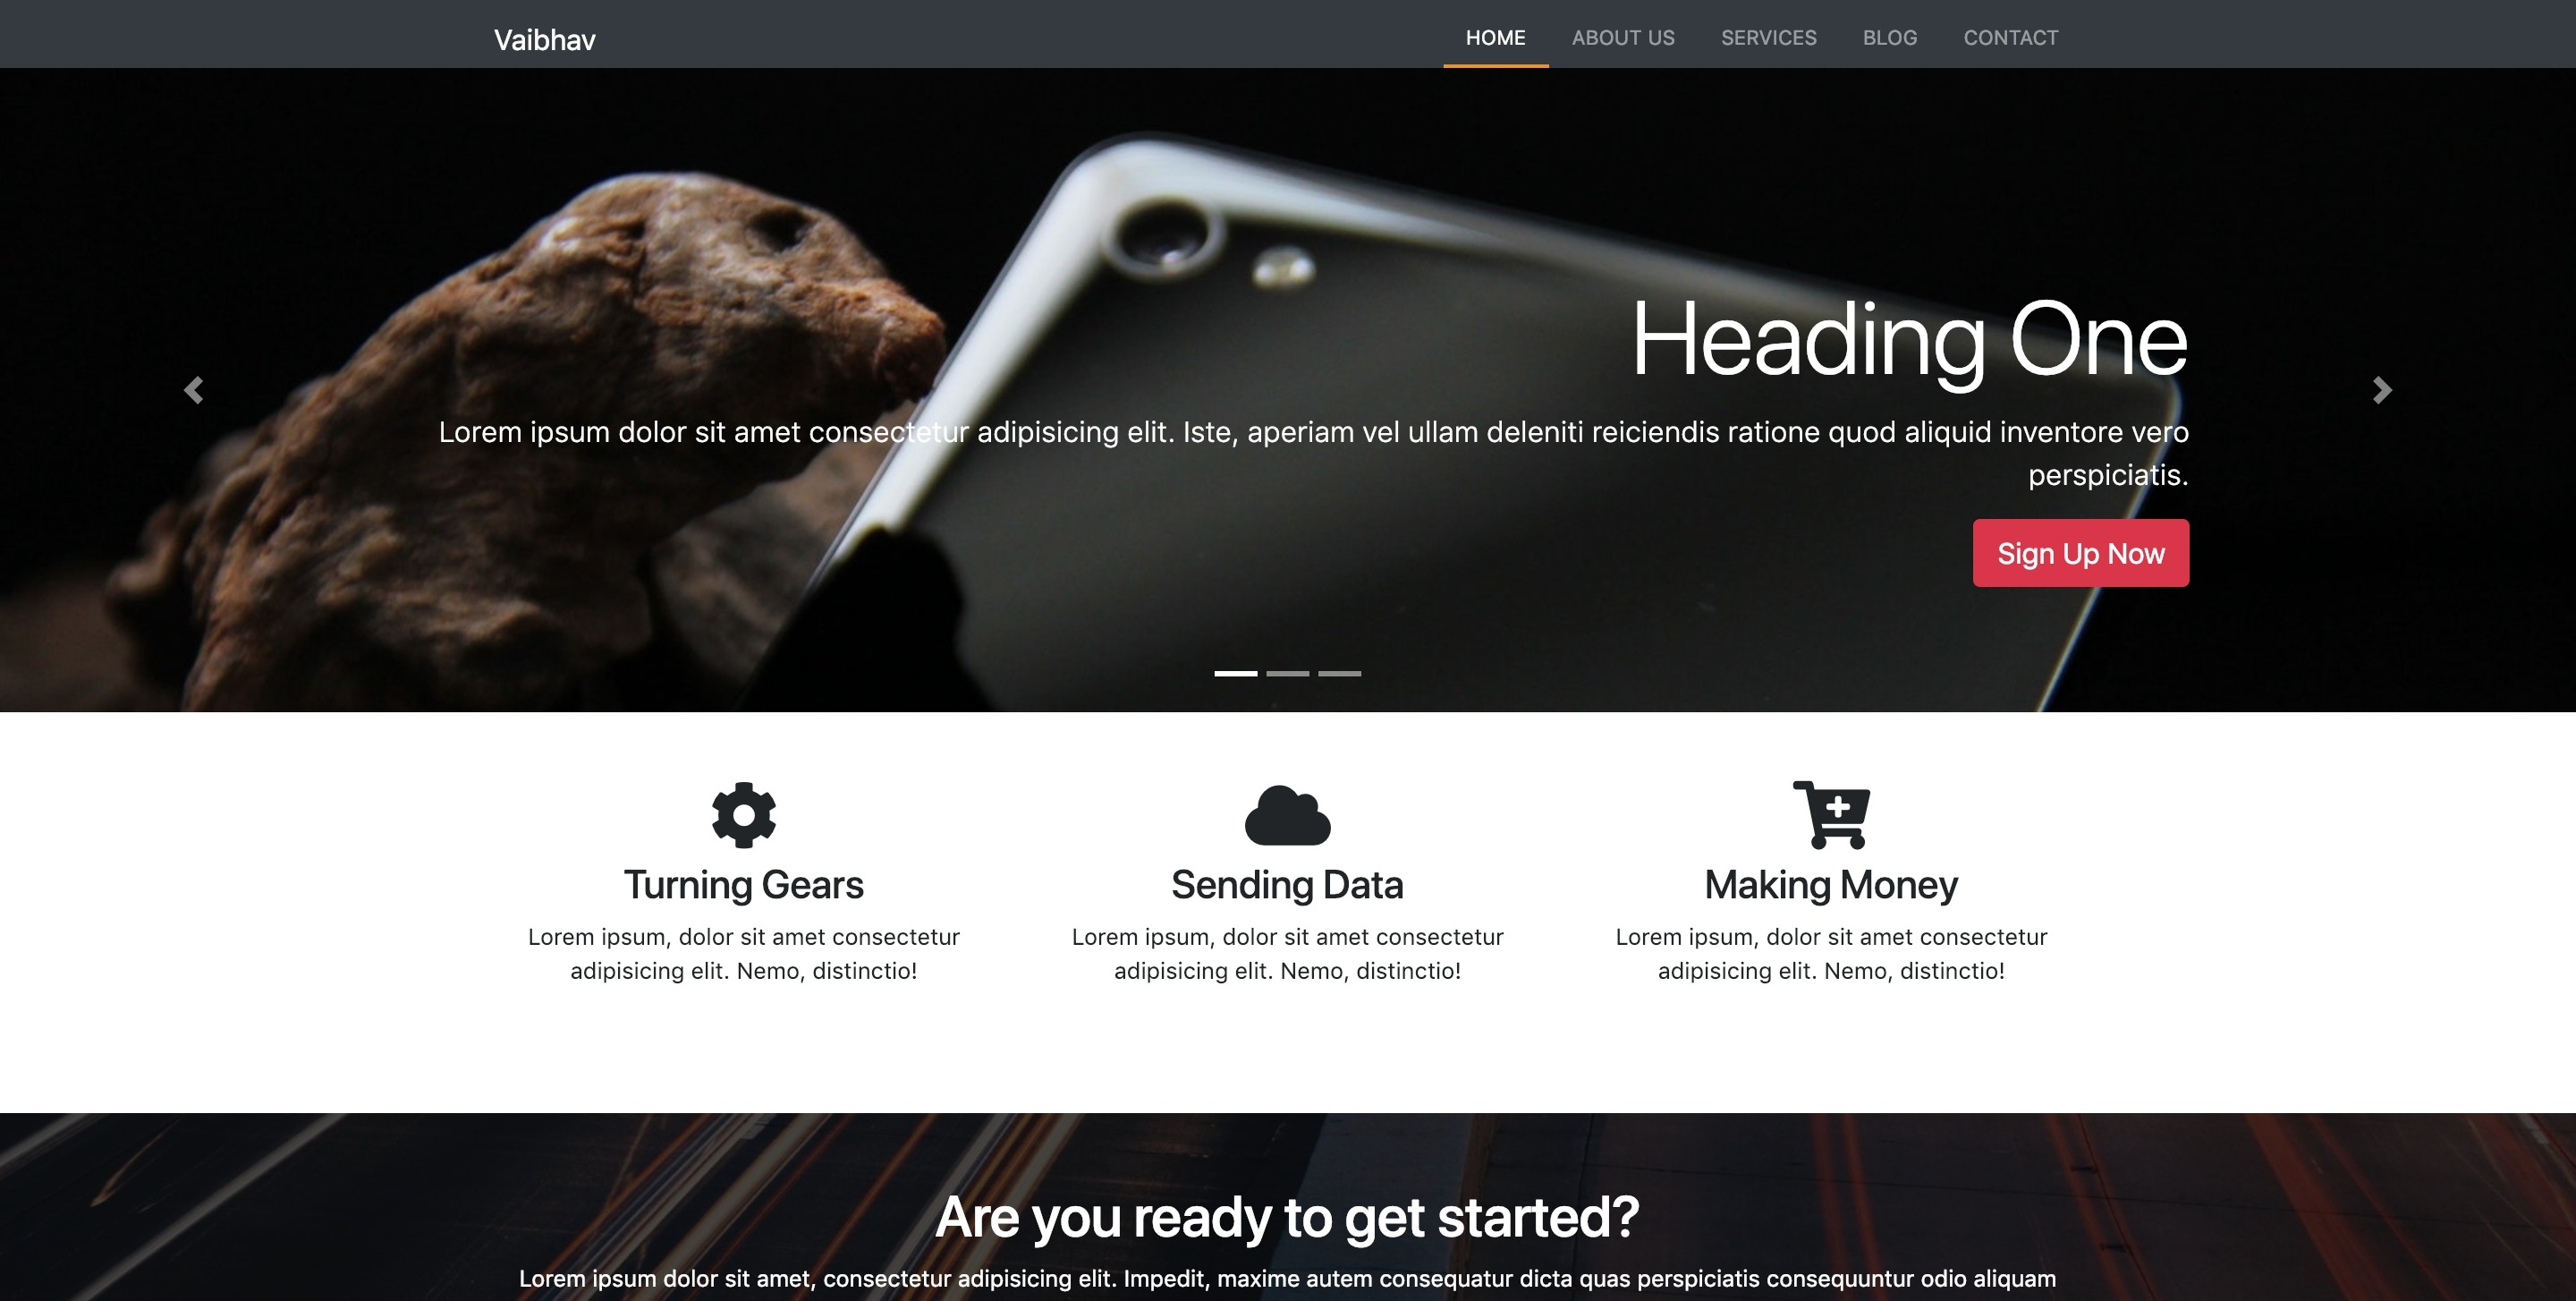 Vaibhav
HOME ABOUT US SERVICES BLOG CONTACT
Heading One
Lorem ipsum dolor sit amet consectetur adipisicing elit. Iste, aperiam vel ullam deleniti reiciendis ratione quod aliquid inventore vero
perspiciatis.
Sign Up Now
Turning Gears
Lorem ipsum, dolor sit amet consectetur
adipisicing elit. Nemo, distinctio!
Sending Data
Lorem ipsum, dolor sit amet consectetur
adipisicing elit. Nemo, distinctio!
Making Money
Lorem ipsum, dolor sit amet consectetur
adipisicing elit. Nemo, distinctio!
Are you ready to get started?
Lorem ipsum dolor sit amet, consectetur adipisicing elit. Impedit, maxime autem consequatur dicta quas perspiciatis consequuntur odio aliquam